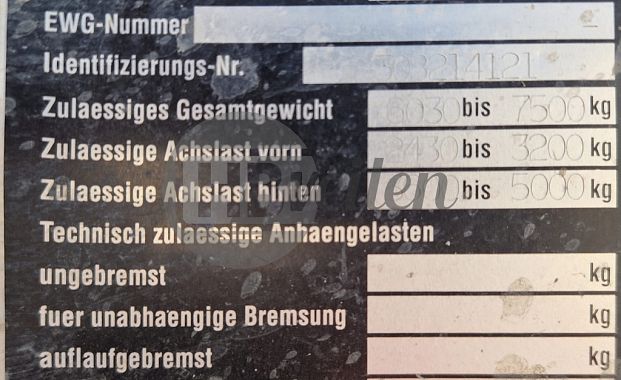 EWG-Nummer -
Identifizierungs-Nr. 393214121
Zulaessiges Gesamtgewicht 6030 bis 7500 kg
Zulaessige Achslast vorn 2430 bis 3200 kg
Zulaessige Achslast hinten bis 5000 kg
Technisch zulaessige Anhaengelasten
ungebremst kg
fuer unabhaengige Bremsung kg
auflaufgebremst kg